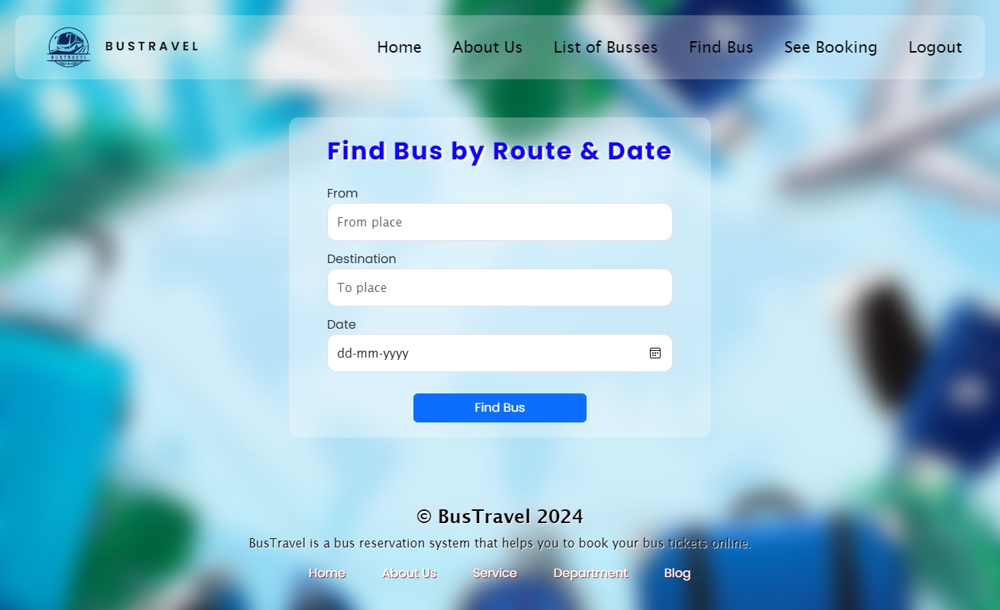 BUSTRAVEL
BUSTRAVEL
Home About Us List of Busses Find Bus See Booking Logout
Find Bus by Route & Date
From
From place
Destination
To place
Date
dd-mm-yyyy
Find Bus
© BusTravel 2024
BusTravel is a bus reservation system that helps you to book your bus tickets online.
Home About Us Service Department Blog